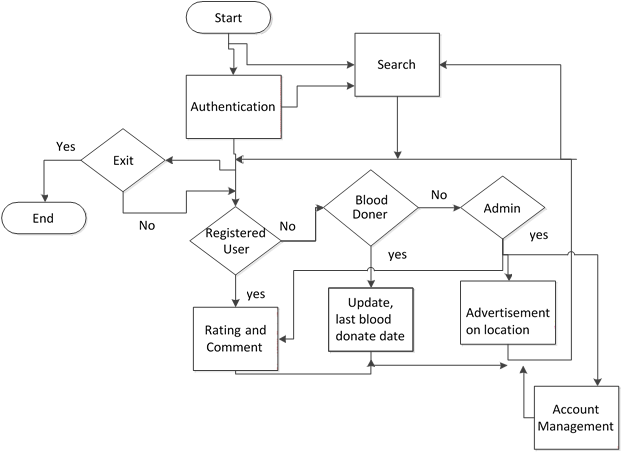 Start
Search
Authentication
Yes
Exit
End
No
Registered
User
No
Blood
Doner
No
Admin
yes
yes
yes
Rating and
Comment
Update,
last blood
donate date
Advertisement
on location
Account
Management